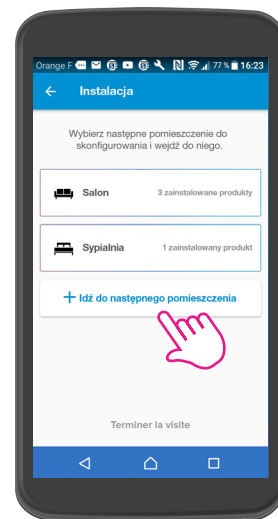 Orange F 77 % 16:23
Instalacja
Wybierz następne pomieszczenie do
skonfigurowania i wejdź do niego.
Salon 3 zainstalowane produkty
Sypialnia 1 zainstalowany produkt
+ Idź do następnego pomieszczenia
Terminer la visite